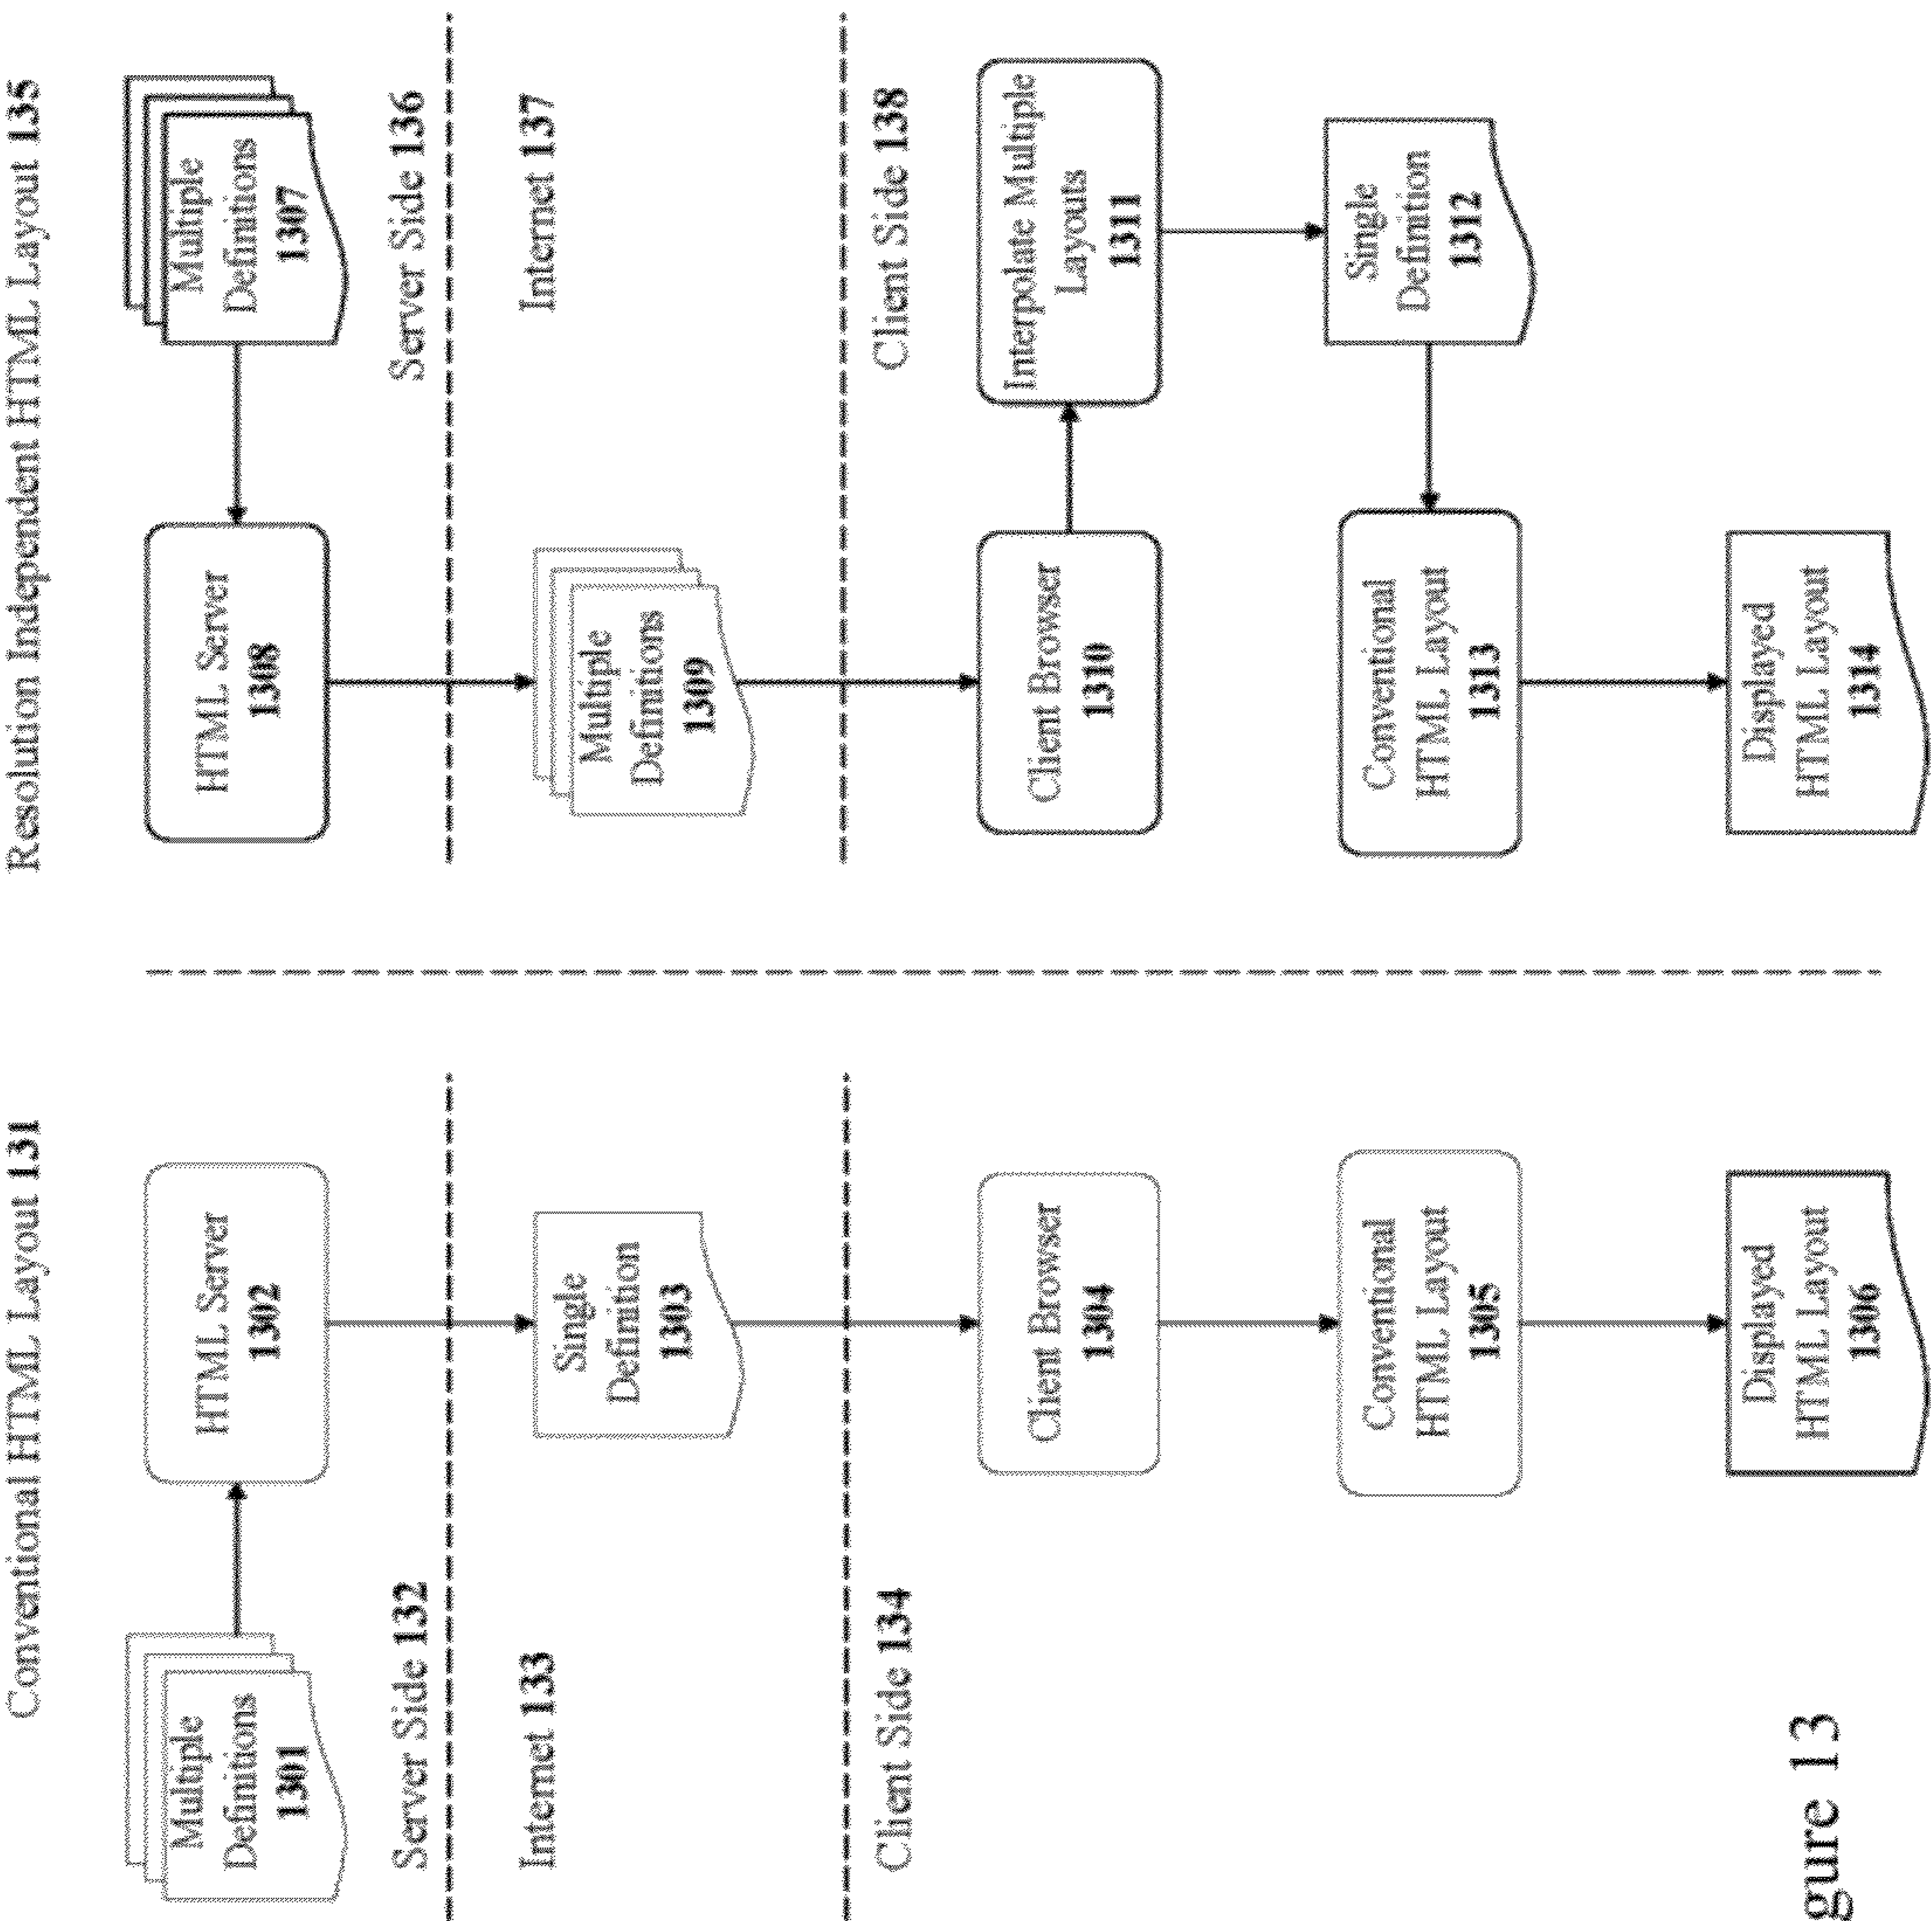 Conventional HTML Layout 131
Multiple
Definitions
1301
HTML Server
1302
Server Side 132
Internet 133
Single
Definition
1303
Client Side 134
Client Browser
1304
Conventional
HTML Layout
1305
Displayed
HTML Layout
1306
Resolution Independent HTML Layout 135
HTML Server
1308
Multiple
Definitions
1307
Server Side 136
Internet 137
Multiple
Definitions
1309
Client Side 138
Client Browser
1310
Interpolate Multiple
Layouts
1311
Single
Definition
1312
Conventional
HTML Layout
1313
Displayed
HTML Layout
1314
gure 13